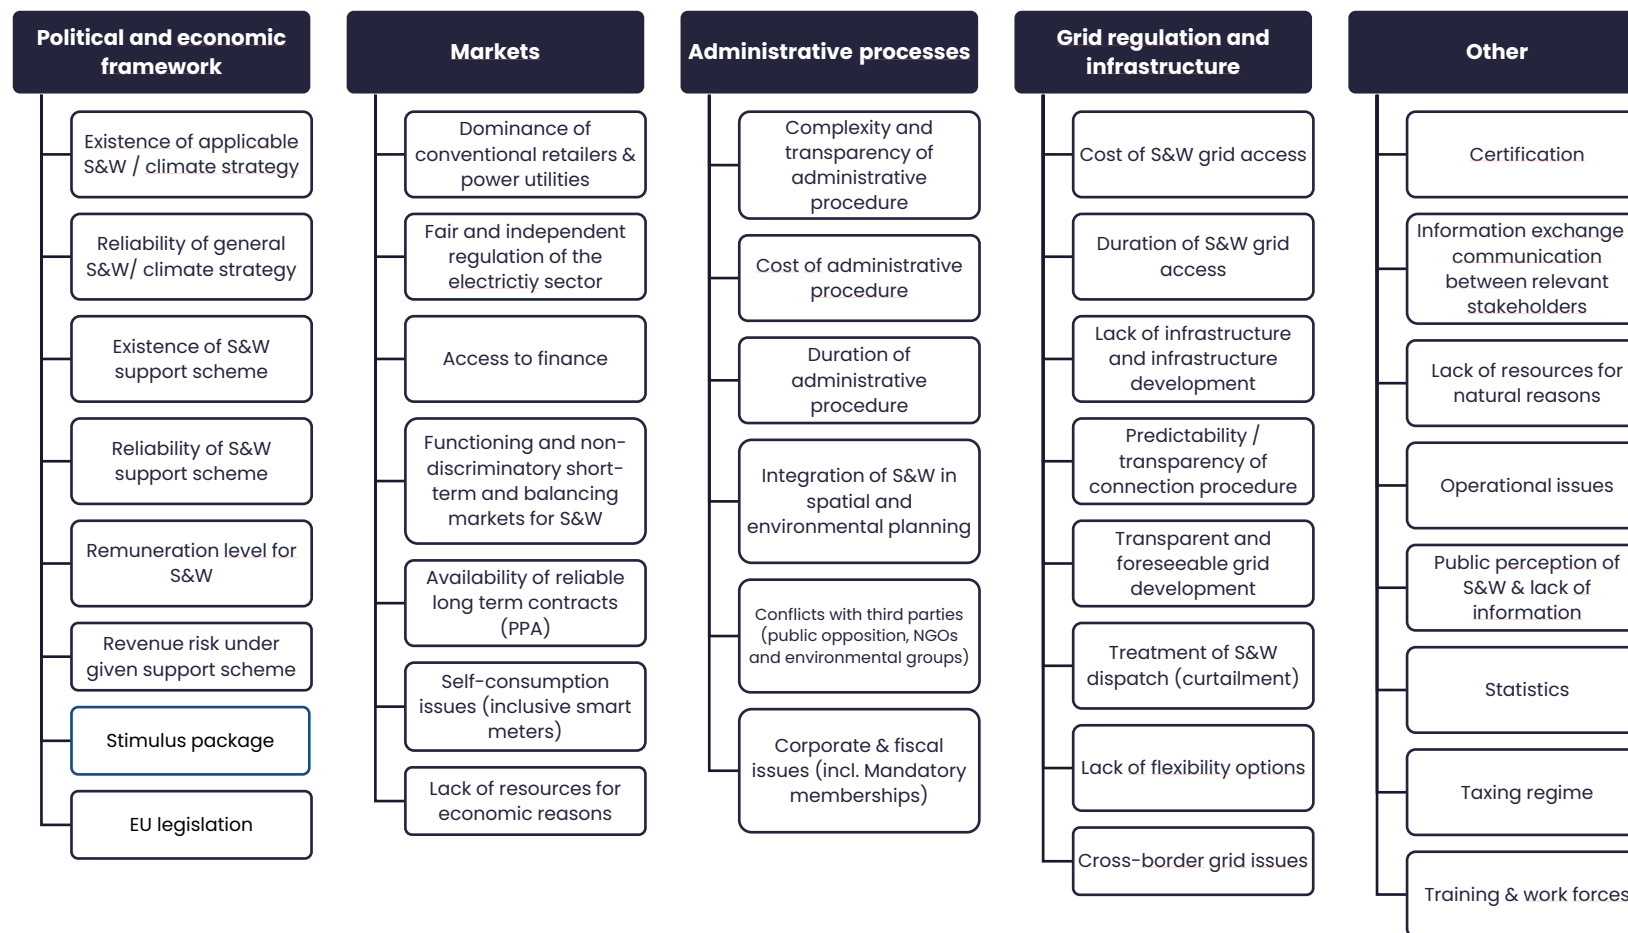 Political and economic
framework
Existence of applicable
S&W / climate strategy
Reliability of general
S&W/ climate strategy
Existence of S&W
support scheme
Reliability of S&W
support scheme
Remuneration level for
S&W
Revenue risk under
given support scheme
Stimulus package
EU legislation
Markets
Dominance of
conventional retailers &
power utilities
Fair and independent
regulation of the
electrictiy sector
Access to finance
Functioning and non-
discriminatory short-
term and balancing
markets for S&W
Availability of reliable
long term contracts
(PPA)
Self-consumption
issues (inclusive smart
meters)
Lack of resources for
economic reasons
Administrative processes
Complexity and
transparency of
administrative
procedure
Cost of administrative
procedure
Duration of
administrative
procedure
Integration of S&W in
spatial and
environmental planning
Conflicts with third parties
(public opposition, NGOs
and environmental groups)
Corporate & fiscal
issues (incl. Mandatory
memberships)
Grid regulation and
infrastructure
Cost of S&W grid access
Duration of S&W grid
access
Lack of infrastructure
and infrastructure
development
Predictability /
transparency of
connection procedure
Transparent and
foreseeable grid
development
Treatment of S&W
dispatch (curtailment)
Lack of flexibility options
Cross-border grid issues
Other
Certification
Information exchange
communication
between relevant
stakeholders
Lack of resources for
natural reasons
Operational issues
Public perception of
S&W & lack of
information
Statistics
Taxing regime
Training & work forces